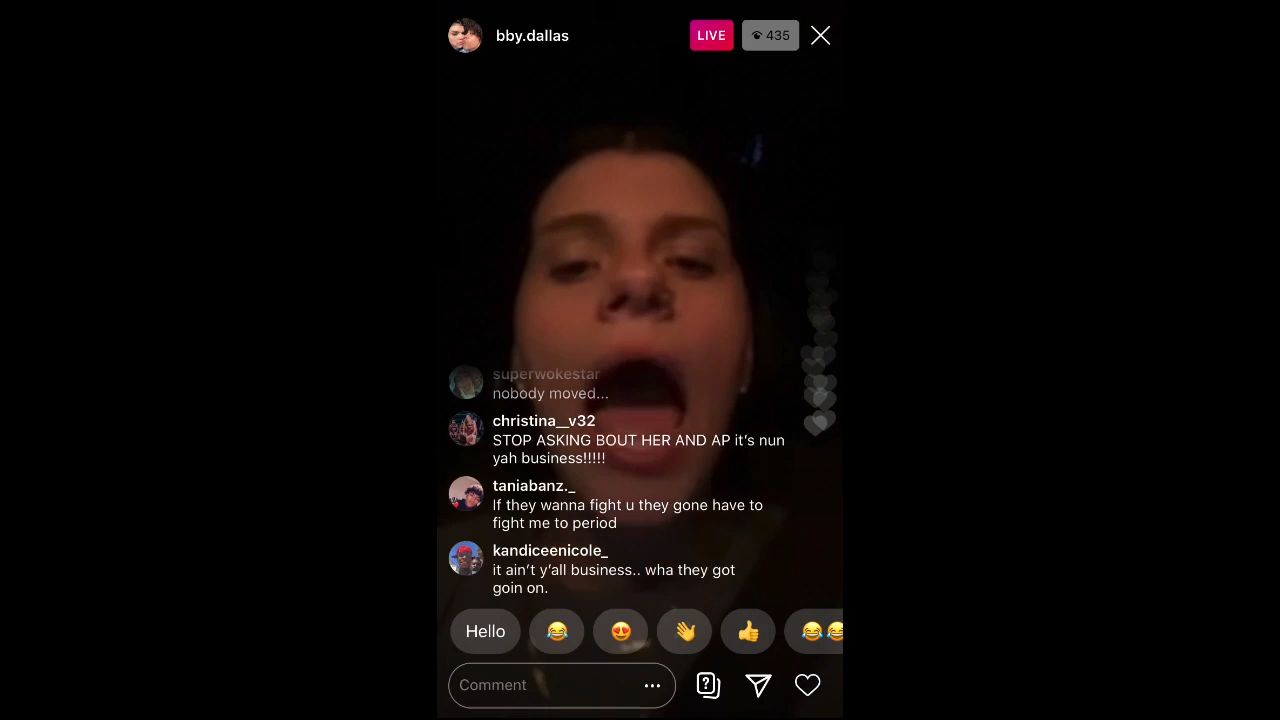 bby.dallas
LIVE
435
superwokestar
nobody moved...
christina__v32
STOP ASKING BOUT HER AND AP it’s nun
yah business!!!!!
taniabanz._
If they wanna fight u they gone have to
fight me to period
kandiceenicole_
it ain’t y’all business.. wha they got
goin on.
Hello
Comment